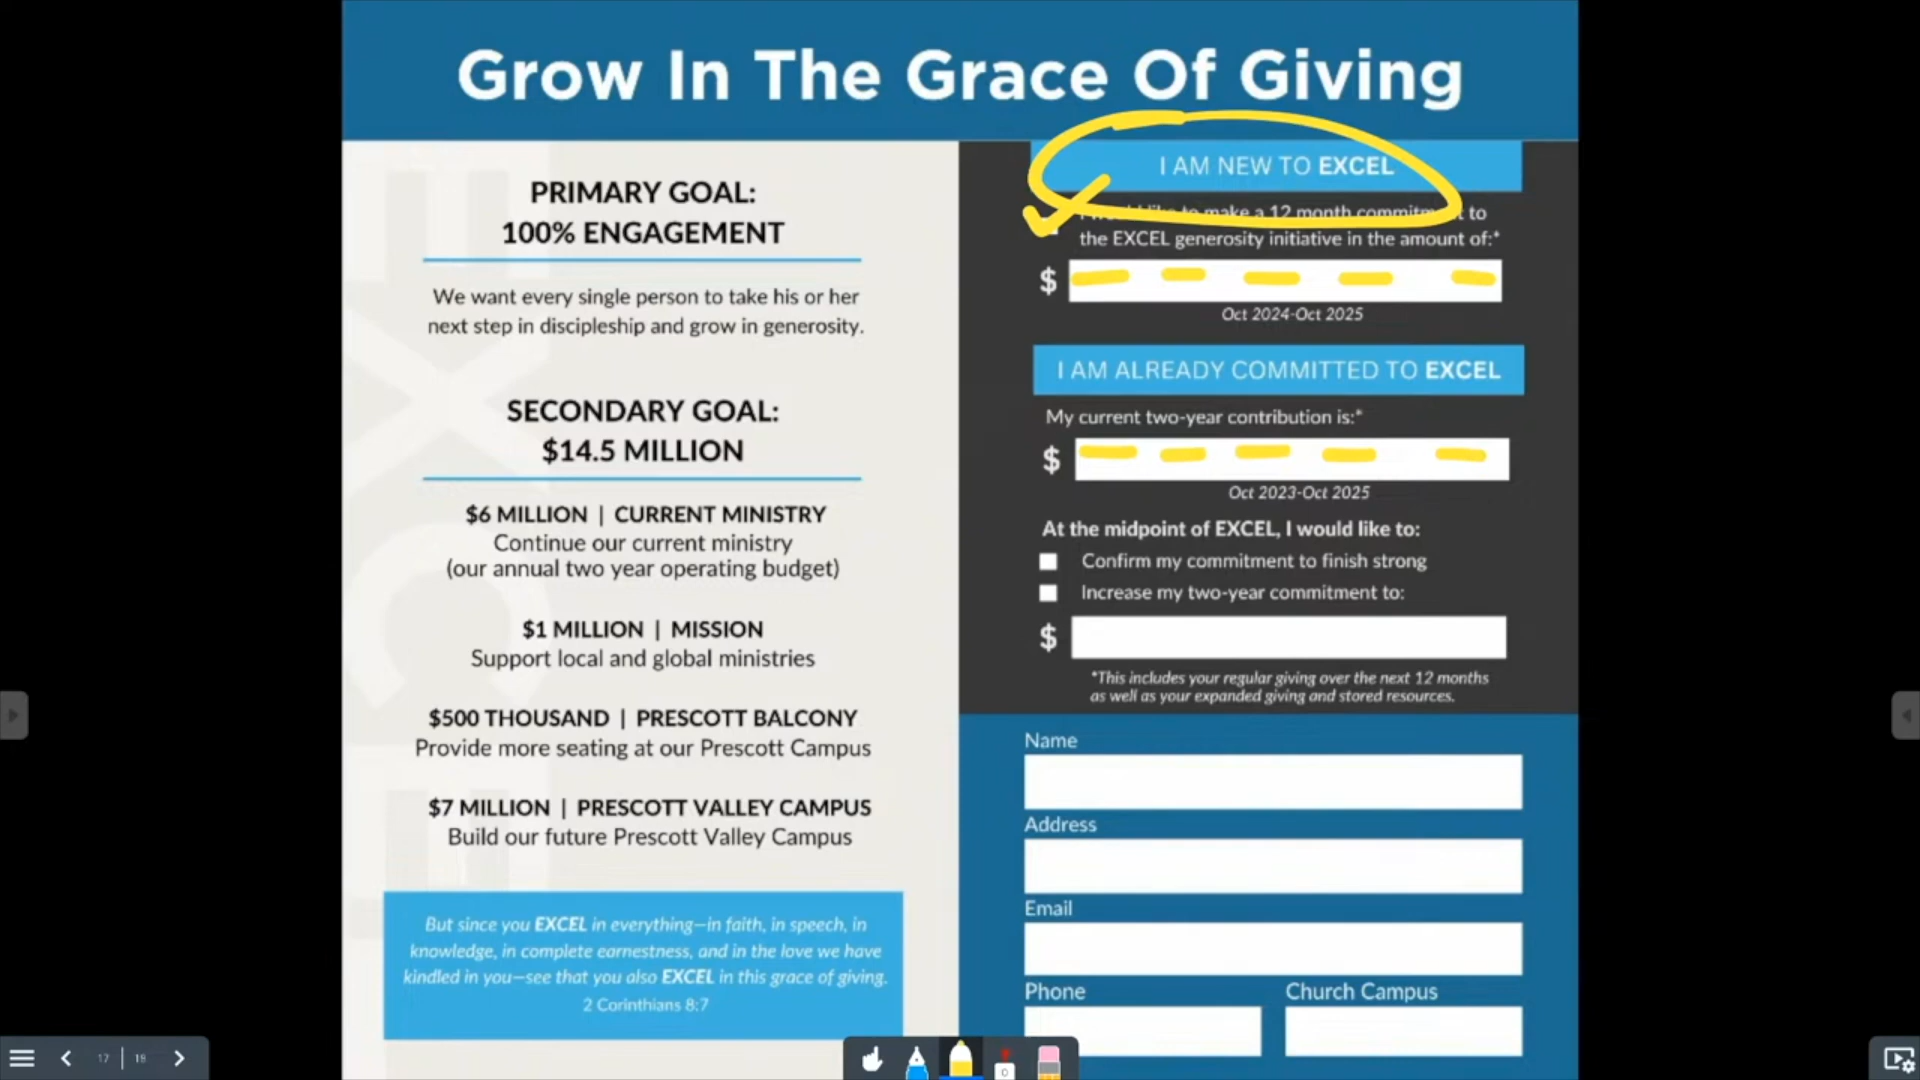 Grow In The Grace Of Giving
PRIMARY GOAL:
100% ENGAGEMENT
We want every single person to take his or her
next step in discipleship and grow in generosity.
SECONDARY GOAL:
$14.5 MILLION
$6 MILLION | CURRENT MINISTRY
Continue our current ministry
(our annual two year operating budget)
$1 MILLION | MISSION
Support local and global ministries
$500 THOUSAND | PRESCOTT BALCONY
Provide more seating at our Prescott Campus
$7 MILLION | PRESCOTT VALLEY CAMPUS
Build our future Prescott Valley Campus
But since you EXCEL in everything—in faith, in speech, in
knowledge, in complete earnestness, and in the love we have
kindled in you—see that you also EXCEL in this grace of giving.
2 Corinthians 8:7
I AM NEW TO EXCEL
I would like to make a 12 month commitment to
the EXCEL generosity initiative in the amount of:*
$
Oct 2024-Oct 2025
I AM ALREADY COMMITTED TO EXCEL
My current two-year contribution is:*
$
Oct 2023-Oct 2025
At the midpoint of EXCEL, I would like to:
Confirm my commitment to finish strong
Increase my two-year commitment to:
$
*This includes your regular giving over the next 12 months
as well as your expanded giving and stored resources.
Name
Address
Email
Phone Church Campus
17 | 18
0